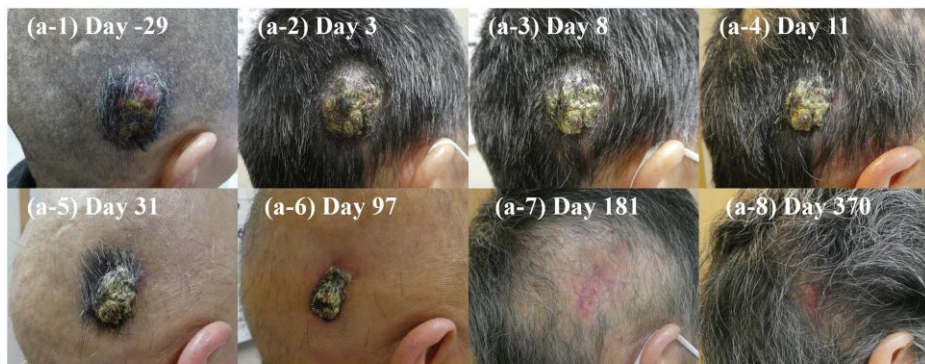 (a-1) Day -29
(a-2) Day 3
(a-3) Day 8
(a-4) Day 11
(a-5) Day 31
(a-6) Day 97
(a-7) Day 181
(a-8) Day 370